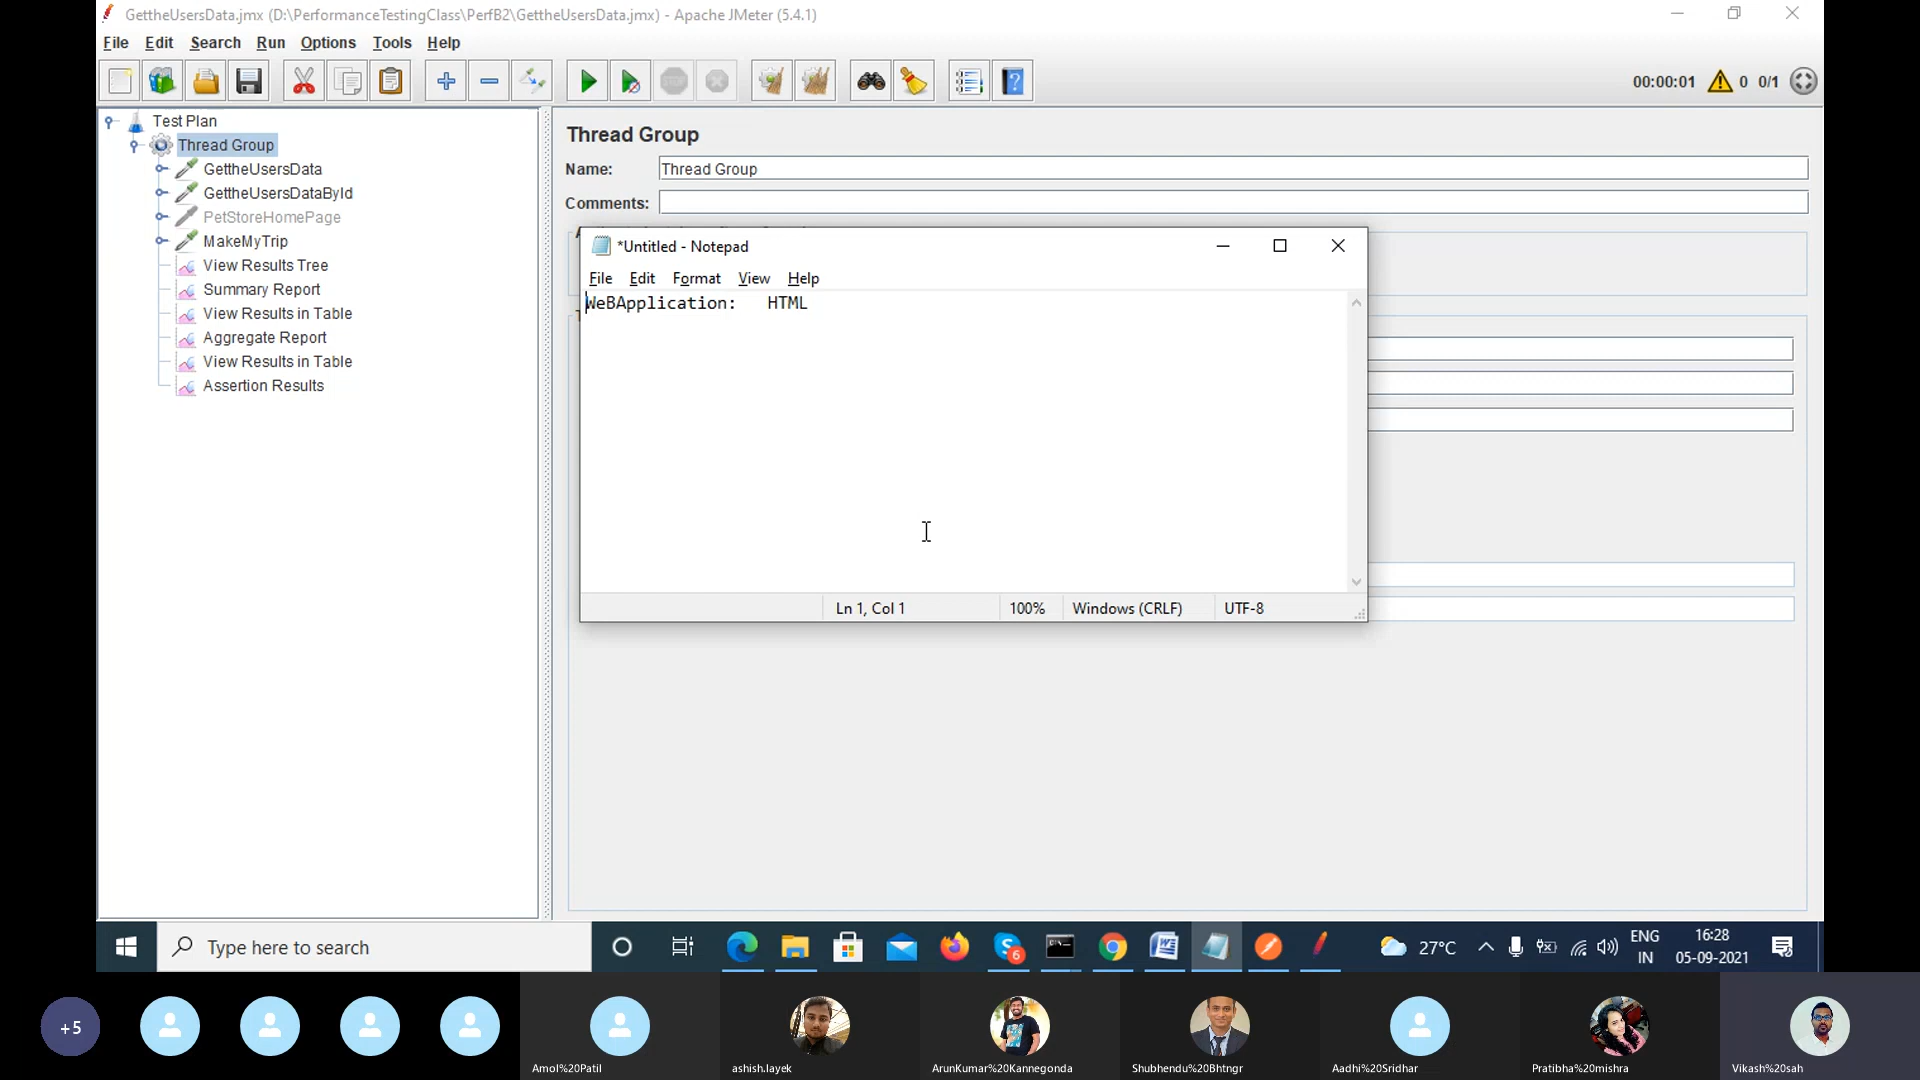 GettheUsersData.jmx (D:\PerformanceTestingClass\PerfB2\GettheUsersData.jmx) - Apache JMeter (5.4.1)
File Edit Search Run Options Tools Help
00:00:01 0 0/1
Test Plan
Thread Group
GettheUsersData
GettheUsersDataById
PetStoreHomePage
MakeMyTrip
View Results Tree
Summary Report
View Results in Table
Aggregate Report
View Results in Table
Assertion Results
Thread Group
Name: Thread Group
Comments:
*Untitled - Notepad
File Edit Format View Help
WeBApplication: HTML
Ln 1, Col 1 100% Windows (CRLF) UTF-8
Type here to search
6
27°C
ENG
IN
16:28
05-09-2021
+5
Amol%20Patil
ashish.layek
ArunKumar%20Kannegonda
Shubhendu%20Bhtngr
Aadhi%20Sridhar
Pratibha%20mishra
Vikash%20sah